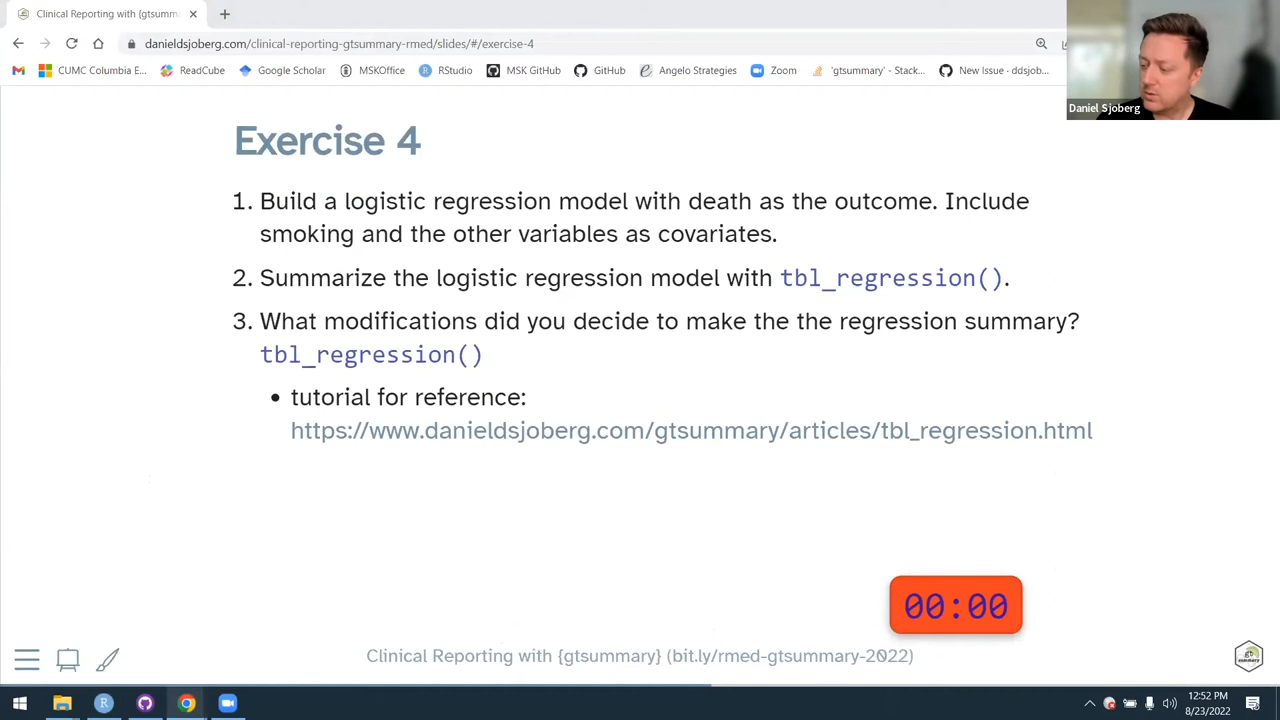 Clinical Reporting with {gtsumma
danieldsjoberg.com/clinical-reporting-gtsummary-rmed/slides/#/exercise-4
CUMC Columbia E... ReadCube Google Scholar MSKOffice RStudio MSK GitHub GitHub Angelo Strategies Zoom 'gtsummary' - Stack... New Issue · ddsjob...
Daniel Sjoberg
Exercise 4
1. Build a logistic regression model with death as the outcome. Include
smoking and the other variables as covariates.
2. Summarize the logistic regression model with tbl_regression().
3. What modifications did you decide to make the the regression summary?
tbl_regression()
• tutorial for reference:
https://www.danieldsjoberg.com/gtsummary/articles/tbl_regression.html
00:00
Clinical Reporting with {gtsummary} (bit.ly/rmed-gtsummary-2022)
12:52 PM
8/23/2022